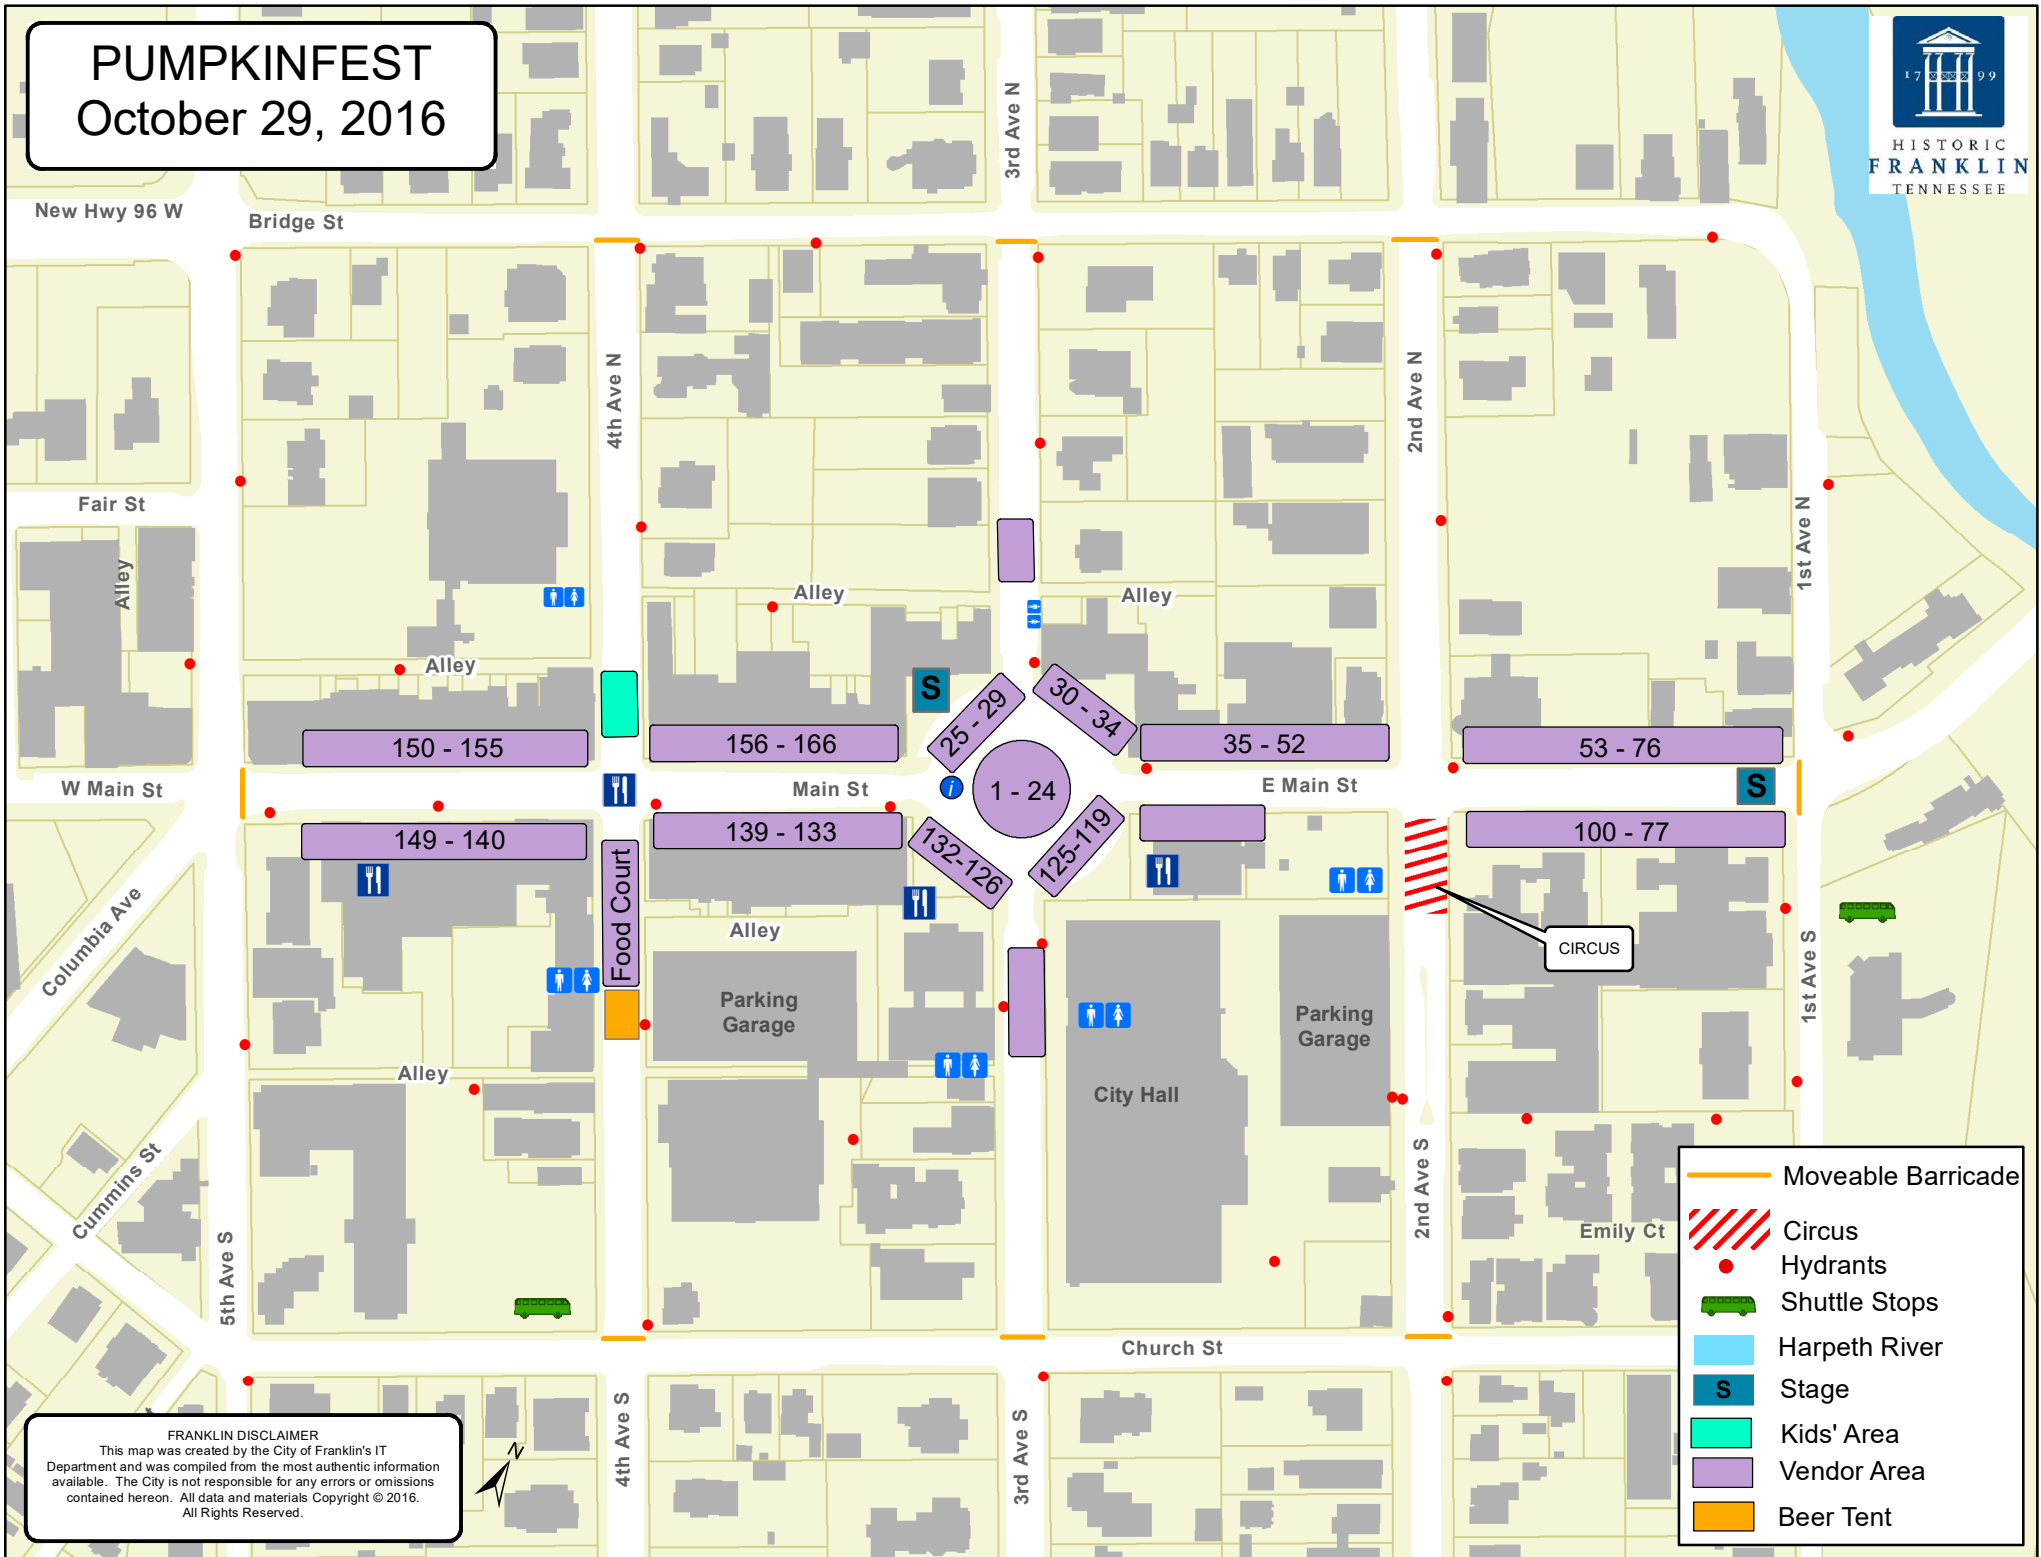 PUMPKINFEST
October 29, 2016
17 99
HISTORIC
FRANKLIN
TENNESSEE
3rd Ave N
New Hwy 96 W
Bridge St
4th Ave N
2nd Ave N
Fair St
Alley
1st Ave N
Alley
Alley
Alley
S
25 - 29
30 - 34
150 - 155
156 - 166
35 - 52
53 - 76
W Main St
Main St
i
1 - 24
E Main St
S
149 - 140
139 - 133
132-126
125-119
100 - 77
Food Court
Columbia Ave
Alley
CIRCUS
1st Ave S
Parking
Garage
Parking
Garage
Alley
City Hall
Cummins St
2nd Ave S
5th Ave S
Emily Ct
Church St
4th Ave S
3rd Ave S
Moveable Barricade
Circus
Hydrants
Shuttle Stops
Harpeth River
S Stage
Kids' Area
Vendor Area
Beer Tent
FRANKLIN DISCLAIMER
This map was created by the City of Franklin's IT
Department and was compiled from the most authentic information
available. The City is not responsible for any errors or omissions
contained hereon. All data and materials Copyright © 2016.
All Rights Reserved.
N